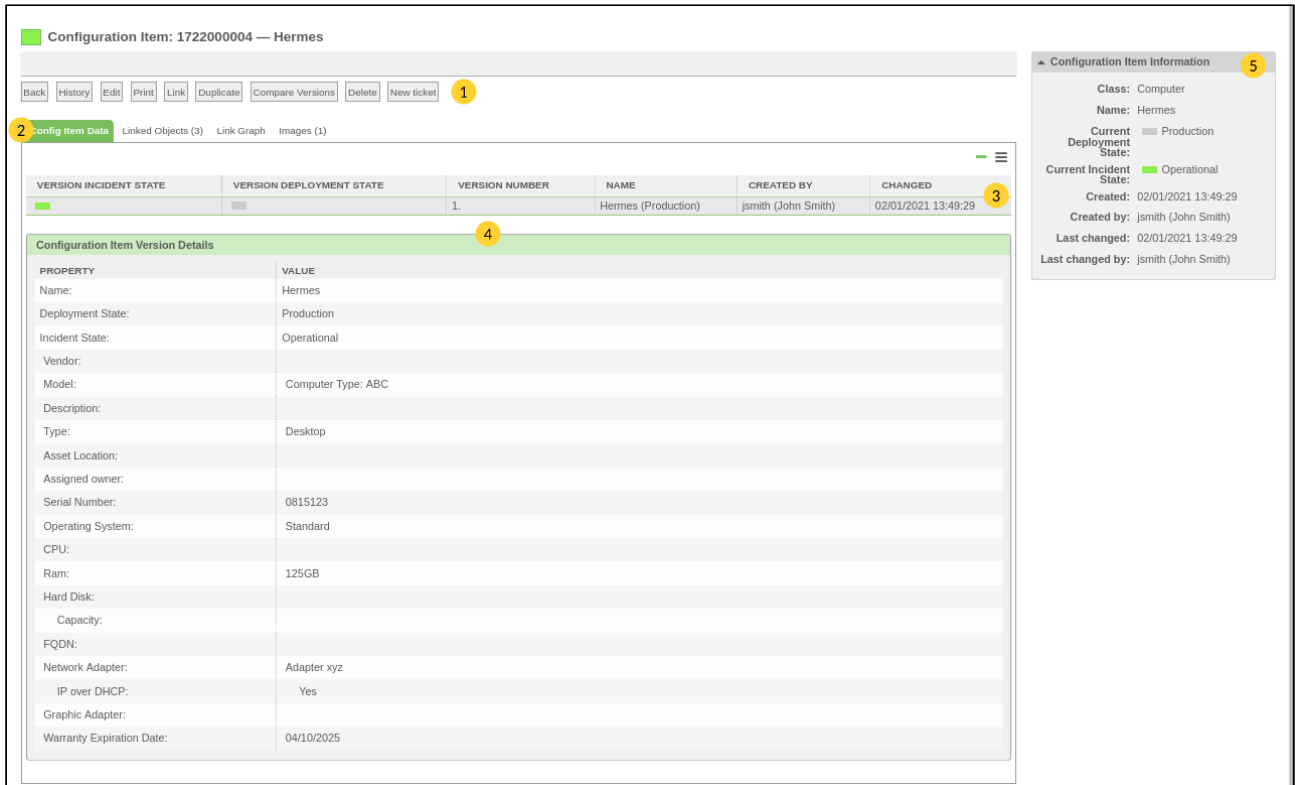 Configuration Item: 1722000004 — Hermes
Back History Edit Print Link Duplicate Compare Versions Delete New ticket 1
2 Config Item Data Linked Objects (3) Link Graph Images (1)
VERSION INCIDENT STATE VERSION DEPLOYMENT STATE VERSION NUMBER NAME CREATED BY CHANGED
1. Hermes (Production) jsmith (John Smith) 02/01/2021 13:49:29 3
4
Configuration Item Version Details
PROPERTY VALUE
Name: Hermes
Deployment State: Production
Incident State: Operational
Vendor:
Model: Computer Type: ABC
Description:
Type: Desktop
Asset Location:
Assigned owner:
Serial Number: 0815123
Operating System: Standard
CPU:
Ram: 125GB
Hard Disk:
Capacity:
FQDN:
Network Adapter: Adapter xyz
IP over DHCP: Yes
Graphic Adapter:
Warranty Expiration Date: 04/10/2025
Configuration Item Information 5
Class: Computer
Name: Hermes
Current Production
Deployment
State:
Current Incident Operational
State:
Created: 02/01/2021 13:49:29
Created by: jsmith (John Smith)
Last changed: 02/01/2021 13:49:29
Last changed by: jsmith (John Smith)